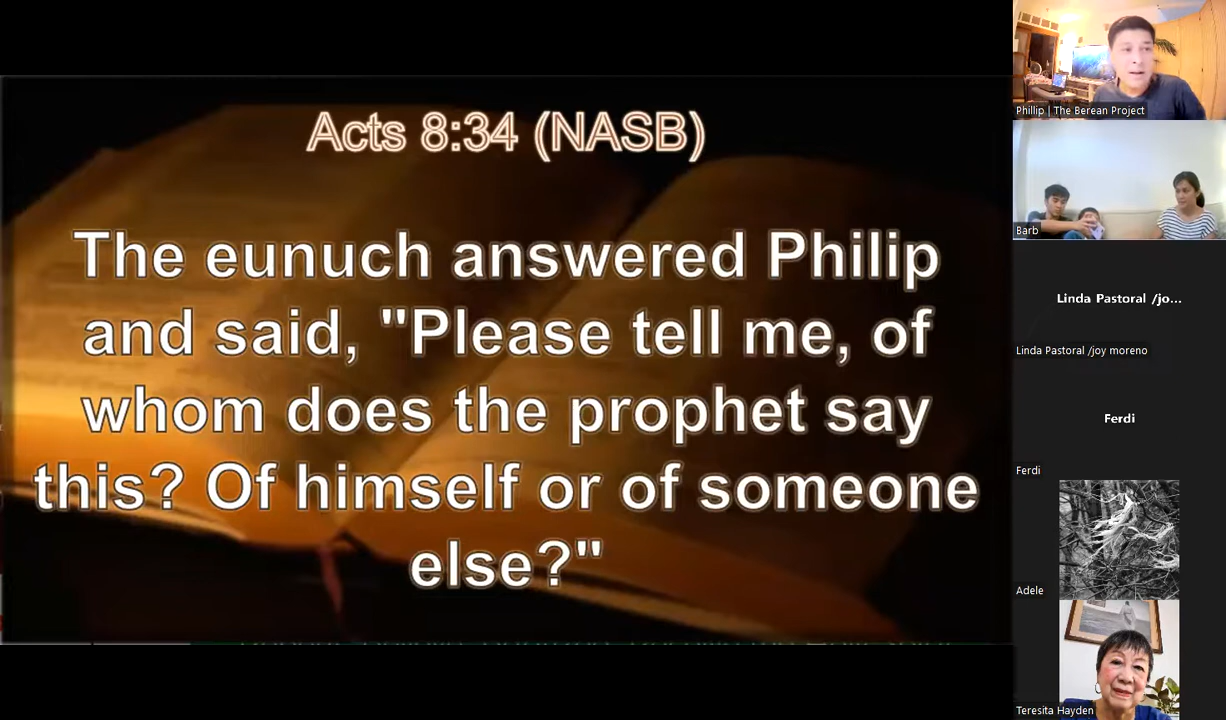 Acts 8:34 (NASB)
The eunuch answered Philip
and said, "Please tell me, of
whom does the prophet say
this? Of himself or of someone
else?"
Phillip | The Berean Project
Barb
Linda Pastoral /jo...
Linda Pastoral /joy moreno
Ferdi
Ferdi
Adele
Teresita Hayden